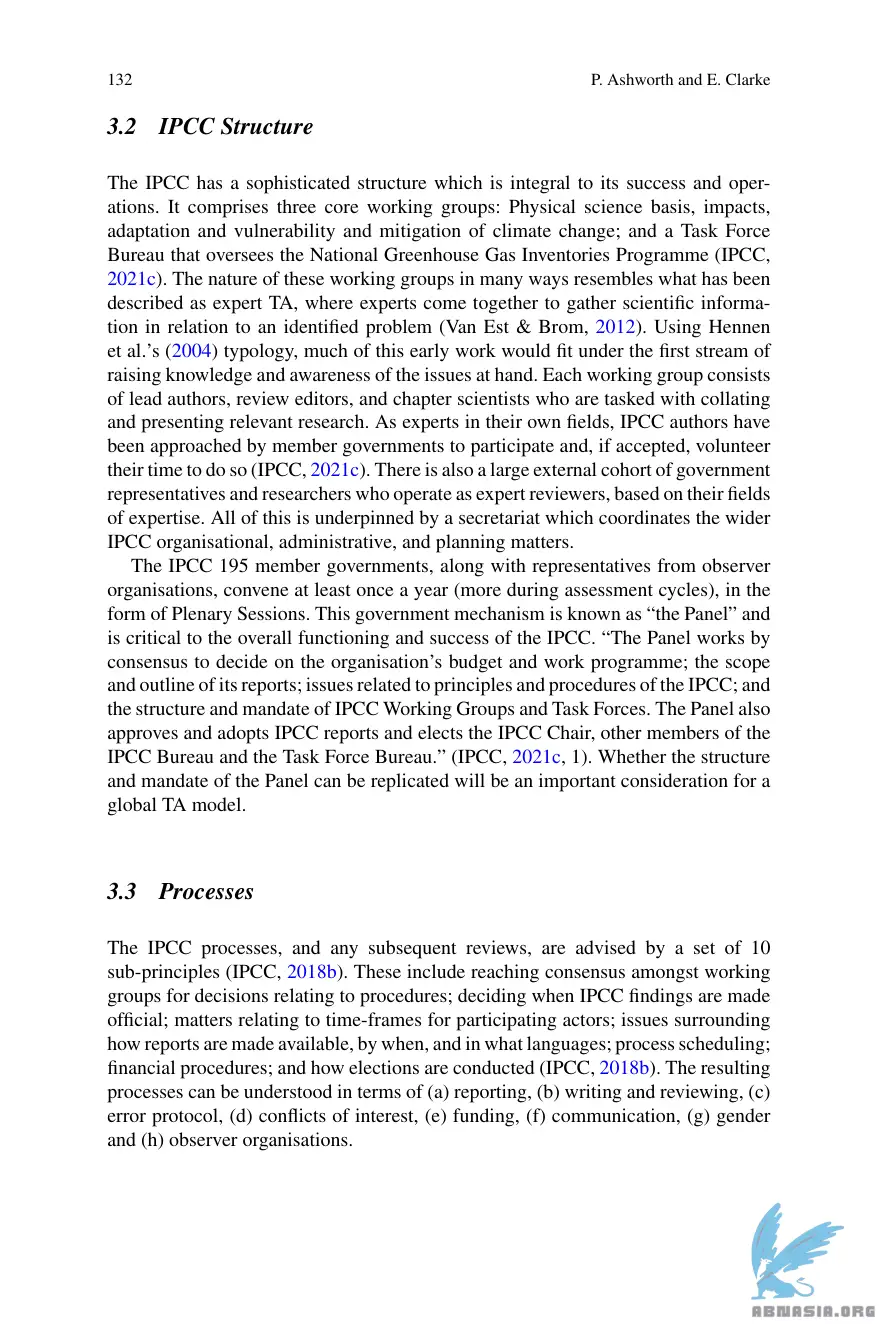 132
P. Ashworth and E. Clarke
3.2 IPCC Structure
The IPCC has a sophisticated structure which is integral to its success and oper-
ations. It comprises three core working groups: Physical science basis, impacts,
adaptation and vulnerability and mitigation of climate change; and a Task Force
Bureau that oversees the National Greenhouse Gas Inventories Programme (IPCC,
2021c). The nature of these working groups in many ways resembles what has been
described as expert TA, where experts come together to gather scientific informa-
tion in relation to an identified problem (Van Est & Brom, 2012). Using Hennen
et al.'s (2004) typology, much of this early work would fit under the first stream of
raising knowledge and awareness of the issues at hand. Each working group consists
of lead authors, review editors, and chapter scientists who are tasked with collating
and presenting relevant research. As experts in their own fields, IPCC authors have
been approached by member governments to participate and, if accepted, volunteer
their time to do so (IPCC, 2021c). There is also a large external cohort of government
representatives and researchers who operate as expert reviewers, based on their fields
of expertise. All of this is underpinned by a secretariat which coordinates the wider
IPCC organisational, administrative, and planning matters.
The IPCC 195 member governments, along with representatives from observer
organisations, convene at least once a year (more during assessment cycles), in the
form of Plenary Sessions. This government mechanism is known as “the Panel” and
is critical to the overall functioning and success of the IPCC. “The Panel works by
consensus to decide on the organisation's budget and work programme; the scope
and outline of its reports; issues related to principles and procedures of the IPCC; and
the structure and mandate of IPCC Working Groups and Task Forces. The Panel also
approves and adopts IPCC reports and elects the IPCC Chair, other members of the
IPCC Bureau and the Task Force Bureau.” (IPCC, 2021c, 1). Whether the structure
and mandate of the Panel can be replicated will be an important consideration for a
global TA model.
3.3 Processes
The IPCC processes, and any subsequent reviews, are advised by a set of 10
sub-principles (IPCC, 2018b). These include reaching consensus amongst working
groups for decisions relating to procedures; deciding when IPCC findings are made
official; matters relating to time-frames for participating actors; issues surrounding
how reports are made available, by when, and in what languages; process scheduling;
financial procedures; and how elections are conducted (IPCC, 2018b). The resulting
processes can be understood in terms of (a) reporting, (b) writing and reviewing, (c)
error protocol, (d) conflicts of interest, (e) funding, (f) communication, (g) gender
and (h) observer organisations.
ABNASIA.ORG